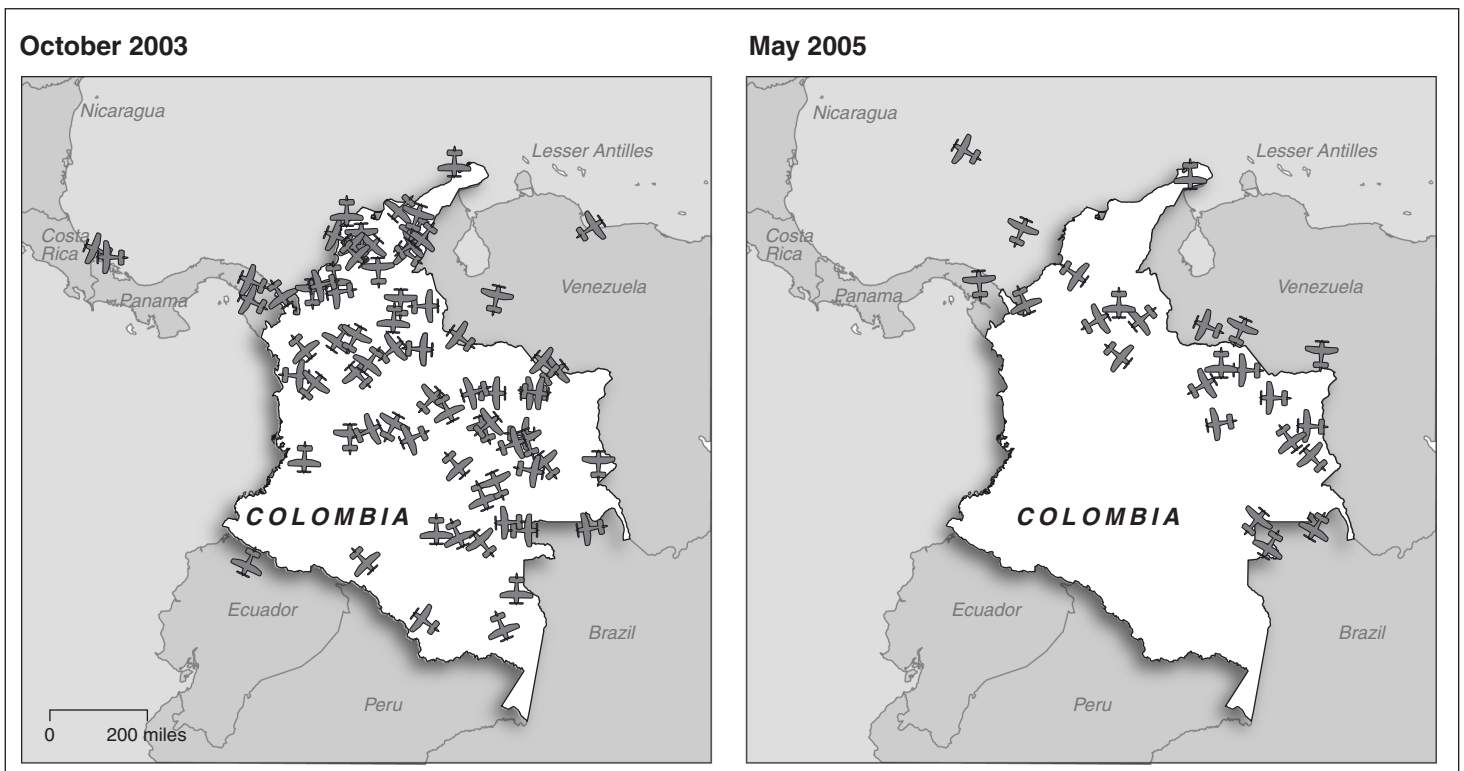 October 2003
Nicaragua
Lesser Antilles
Costa
Rica
Panama
Venezuela
COLOMBIA
Ecuador
Brazil
Peru
0 200 miles
May 2005
Nicaragua
Lesser Antilles
Costa
Rica
Panama
Venezuela
COLOMBIA
Ecuador
Brazil
Peru